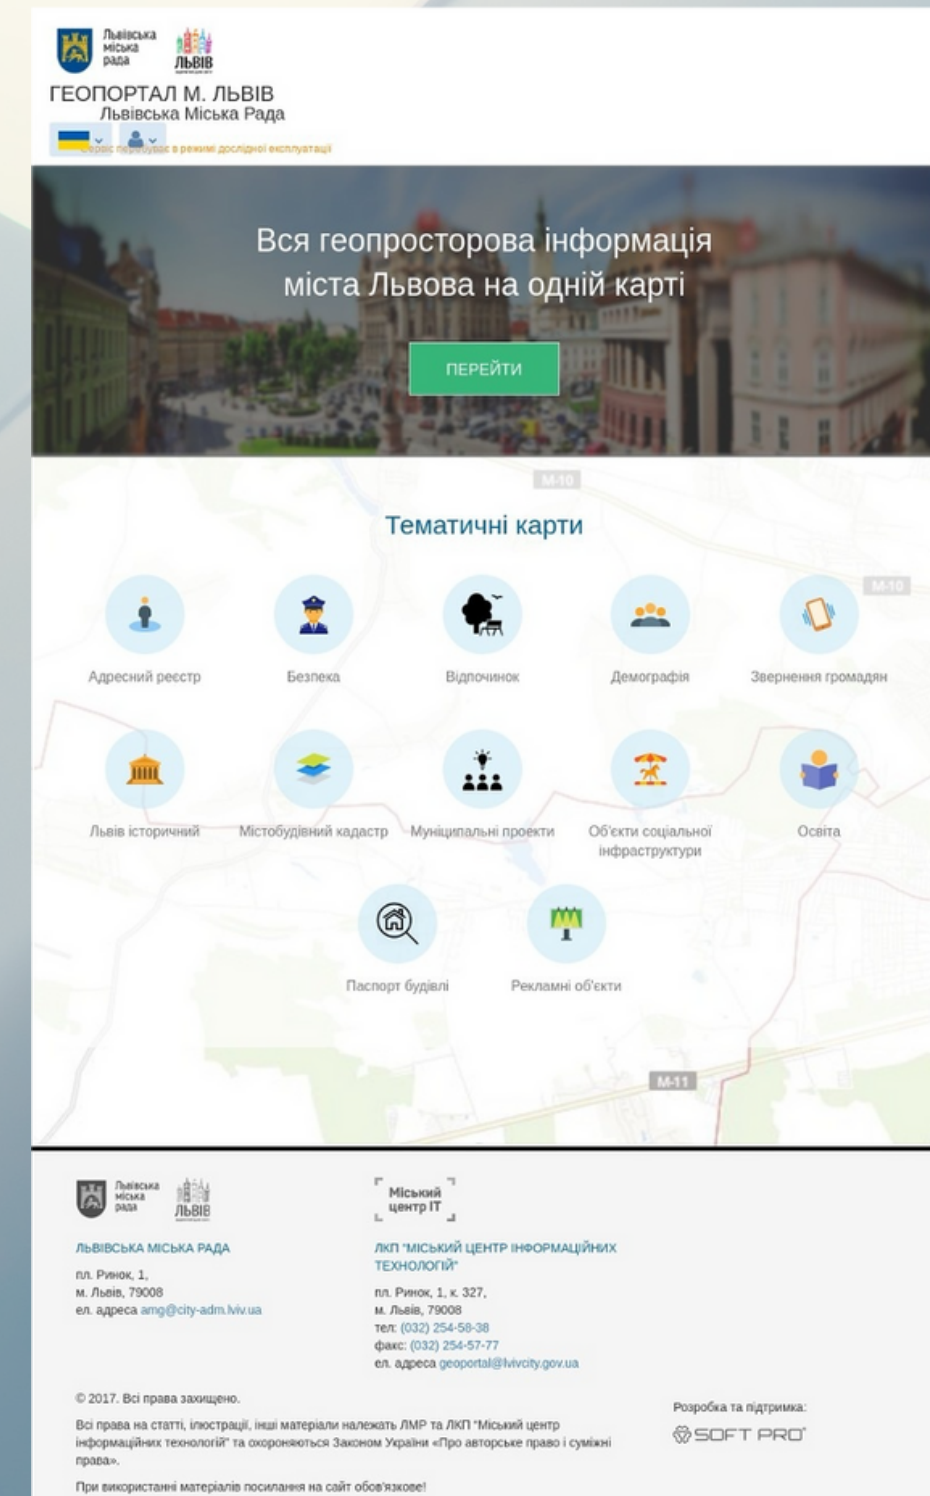 Львівська
міська
рада
ЛЬВІВ
ГЕОПОРТАЛ М. ЛЬВІВ
Львівська Міська Рада
Сервіс перебуває в режимі дослідної експлуатації
Вся геопросторова інформація
міста Львова на одній карті
ПЕРЕЙТИ
М-10
Тематичні карти
М-10
Адресний реєстр
Безпека
Відпочинок
Демографія
Звернення громадян
Львів історичний
Містобудівний кадастр
Муніципальні проекти
Об'єкти соціальної
інфраструктури
Освіта
Паспорт будівлі
Рекламні об'єкти
М-11
Львівська
міська
рада
ЛЬВІВ
ЛЬВІВСЬКА МІСЬКА РАДА
пл. Ринок, 1,
м. Львів, 79008
ел. адреса amg@city-adm.lviv.ua
Міський
центр ІТ
ЛКП "МІСЬКИЙ ЦЕНТР ІНФОРМАЦІЙНИХ
ТЕХНОЛОГІЙ"
пл. Ринок, 1, к. 327,
м. Львів, 79008
тел: (032) 254-58-38
факс: (032) 254-57-77
ел. адреса geoportal@lvivcity.gov.ua
© 2017. Всі права захищено.
Всі права на статті, ілюстрації, інші матеріали належать ЛМР та ЛКП "Міський центр
інформаційних технологій" та охороняються Законом України «Про авторське право і суміжні
права».
При використанні матеріалів посилання на сайт обов'язкове!
Розробка та підтримка:
SOFT PRO